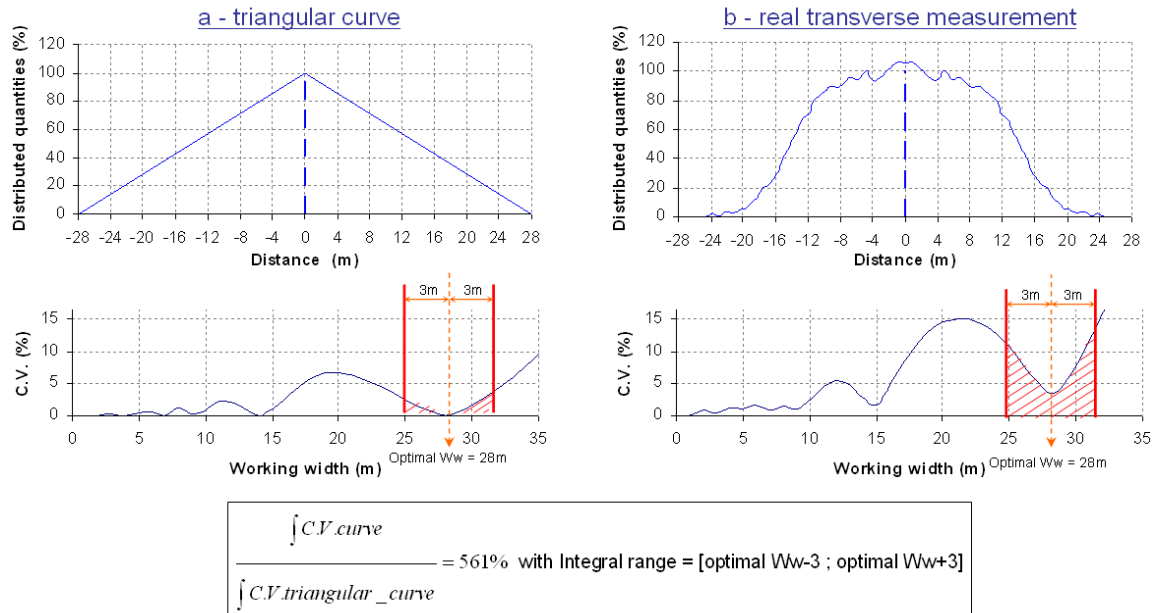 a - triangular curve
Distributed quantities (%)
120
100
80
60
40
20
0
-28 -24 -20 -16 -12 -8 -4 0 4 8 12 16 20 24 28
Distance (m)
b - real transverse measurement
Distributed quantities (%)
120
100
80
60
40
20
0
-28 -24 -20 -16 -12 -8 -4 0 4 8 12 16 20 24 28
Distance (m)
3m 3m
C.V. (%)
15
10
5
0
0 5 10 15 20 25 30 35
Working width (m)
Optimal Ww = 28m
3m 3m
C.V. (%)
15
10
5
0
0 5 10 15 20 25 30 35
Working width (m)
Optimal Ww = 28m
∫ C.V.curve
∫ C.V.triangular _ curve
= 561% with Integral range = [optimal Ww-3 ; optimal Ww+3]